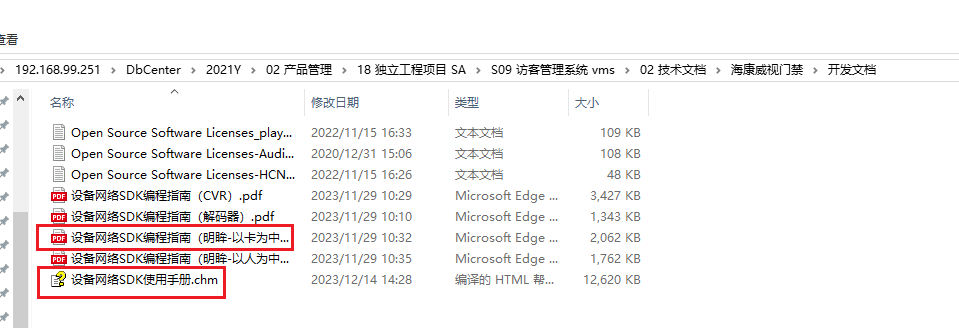 查看
192.168.99.251 > DbCenter > 2021Y > 02 产品管理 > 18 独立工程项目 SA > S09 访客管理系统 vms > 02 技术文档 > 海康威视门禁 > 开发文档
名称 修改日期 类型 大小
Open Source Software Licenses_play... 2022/11/15 16:33 文本文档 109 KB
Open Source Software Licenses-Audi... 2020/12/31 15:06 文本文档 108 KB
Open Source Software Licenses-HCN... 2022/11/15 16:26 文本文档 48 KB
设备网络SDK编程指南（CVR）.pdf 2023/11/29 10:29 Microsoft Edge ... 3,427 KB
设备网络SDK编程指南（解码器）.pdf 2023/11/29 10:10 Microsoft Edge ... 1,343 KB
设备网络SDK编程指南（明眸-以卡为中... 2023/11/29 10:32 Microsoft Edge ... 2,062 KB
设备网络SDK编程指南（明眸-以人为中... 2023/11/29 10:35 Microsoft Edge ... 1,762 KB
设备网络SDK使用手册.chm 2023/12/14 14:28 编译的 HTML 帮... 12,620 KB